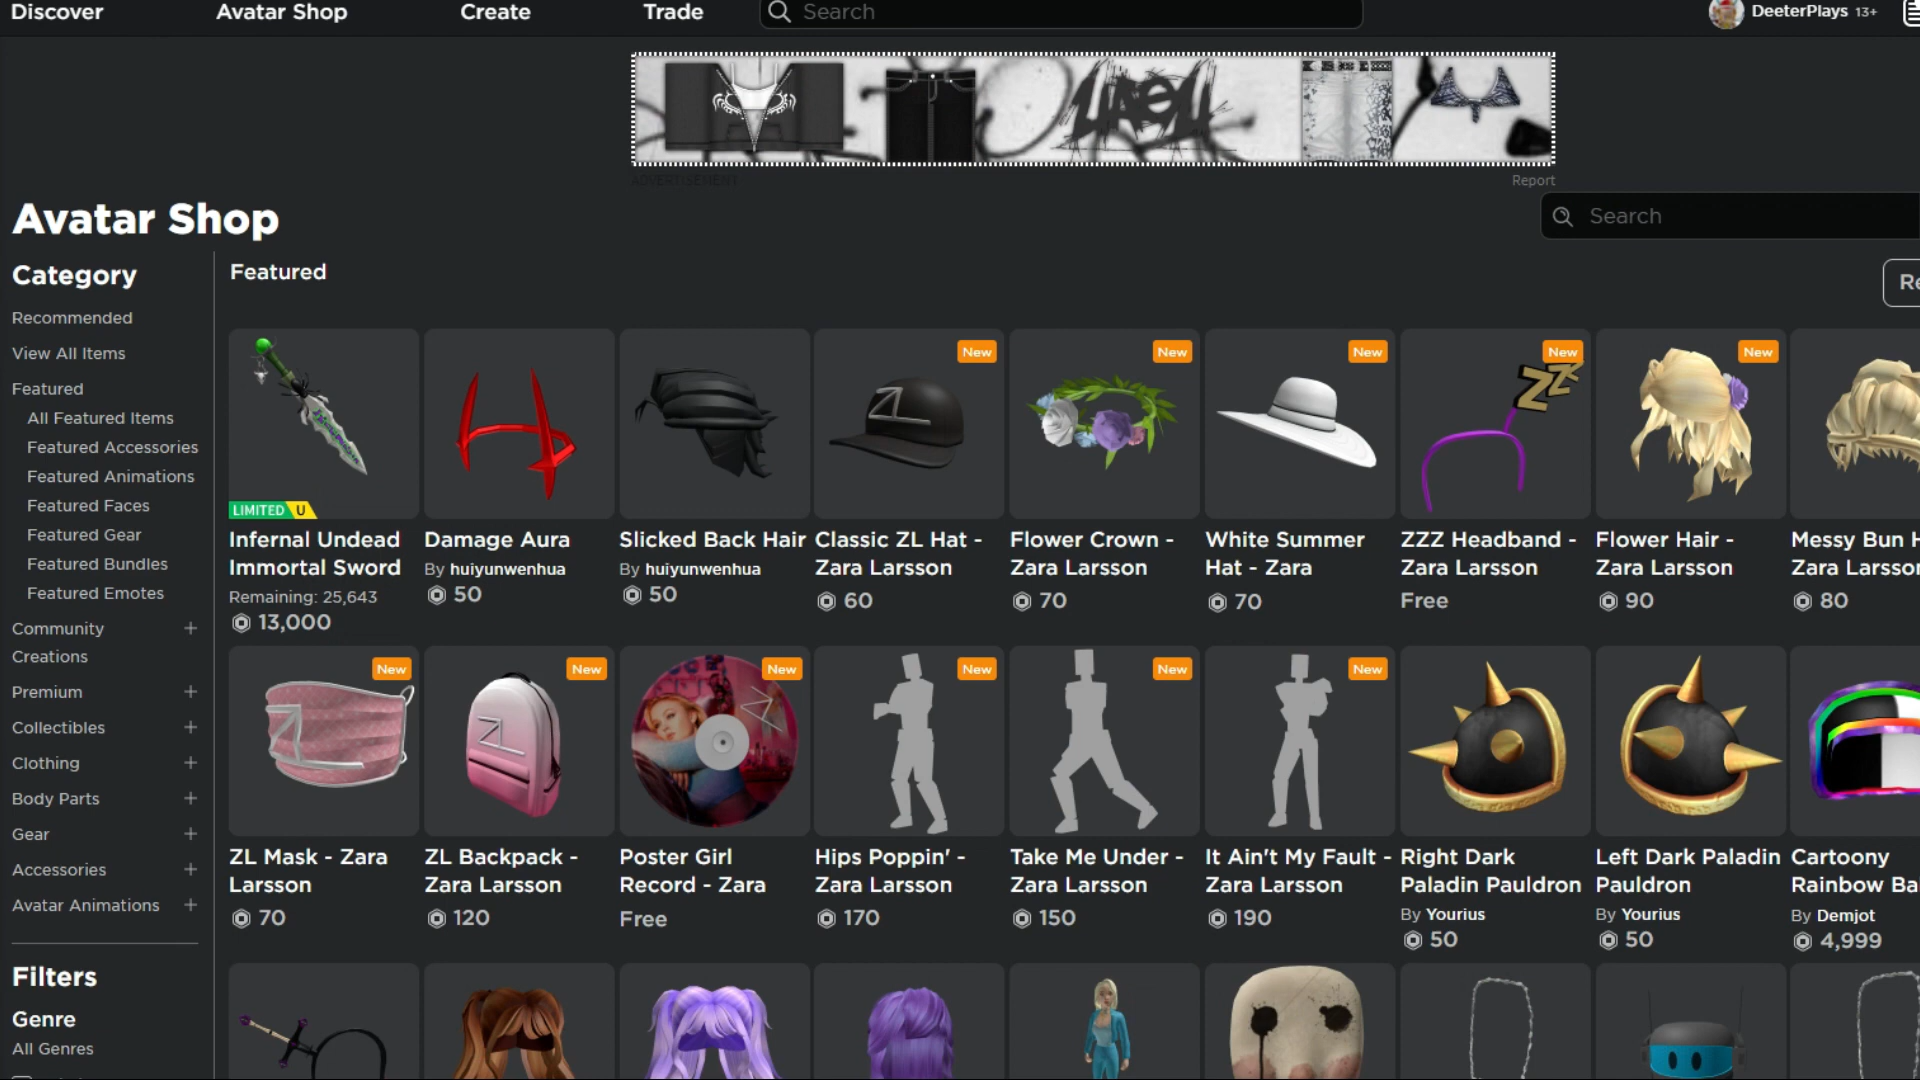 Discover Avatar Shop Create Trade Search DeeterPlays 13+
ADVERTISEMENT Report
Avatar Shop Search
Category
Recommended
View All Items
Featured
All Featured Items
Featured Accessories
Featured Animations
Featured Faces
Featured Gear
Featured Bundles
Featured Emotes
Community +
Creations
Premium +
Collectibles +
Clothing +
Body Parts +
Gear +
Accessories +
Avatar Animations +
Filters
Genre
All Genres
Featured
LIMITED U
Infernal Undead
Immortal Sword
Remaining: 25,643
13,000
Damage Aura
By huiyunwenhua
50
Slicked Back Hair
By huiyunwenhua
50
New
ZL
Classic ZL Hat -
Zara Larsson
60
New
Flower Crown -
Zara Larsson
70
New
White Summer
Hat - Zara
70
New
ZZZ
ZZZ Headband -
Zara Larsson
Free
New
Flower Hair -
Zara Larsson
90
Messy Bun
Zara Larsson
80
New
ZL
ZL Mask - Zara
Larsson
70
New
ZL
ZL Backpack -
Zara Larsson
120
New
Poster Girl
Record - Zara
Free
New
Hips Poppin' -
Zara Larsson
170
New
Take Me Under -
Zara Larsson
150
New
It Ain't My Fault -
Zara Larsson
190
Right Dark
Paladin Pauldron
By Yourius
50
Left Dark Paladin
Pauldron
By Yourius
50
Cartoony
Rainbow
By Demjot
4,999